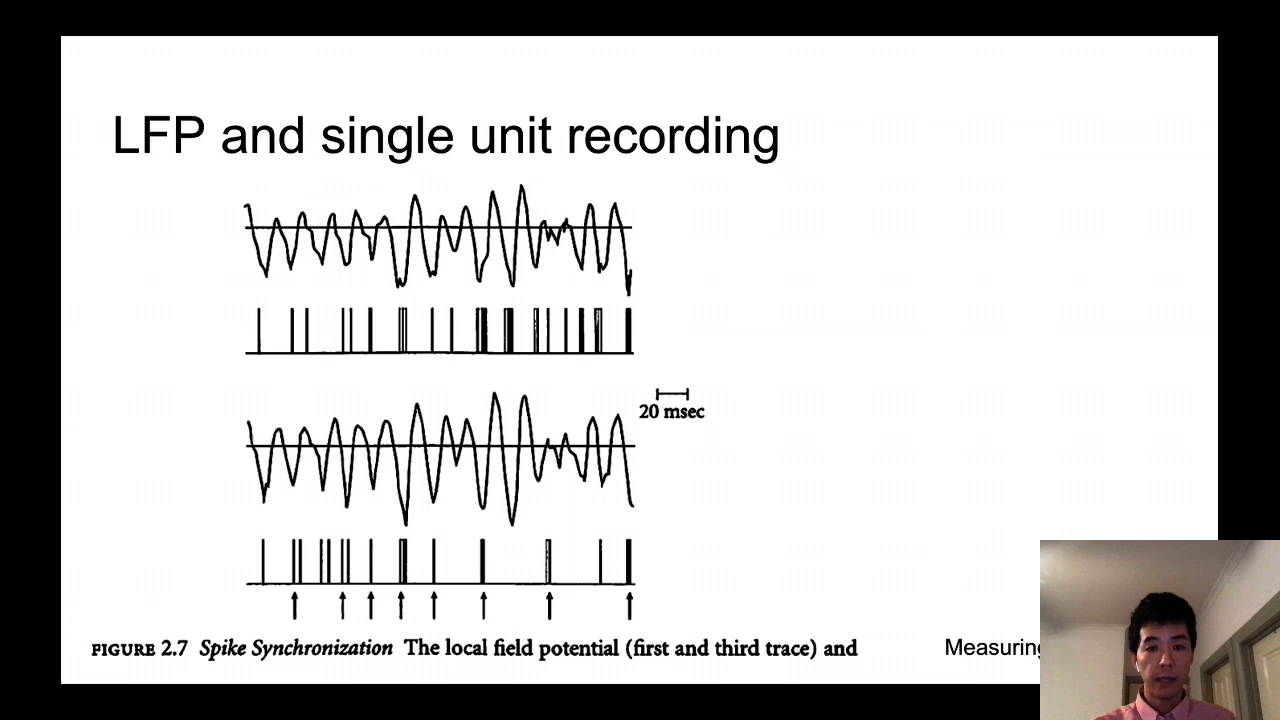 LFP and single unit recording
20 msec
FIGURE 2.7 Spike Synchronization The local field potential (first and third trace) and
Measuring